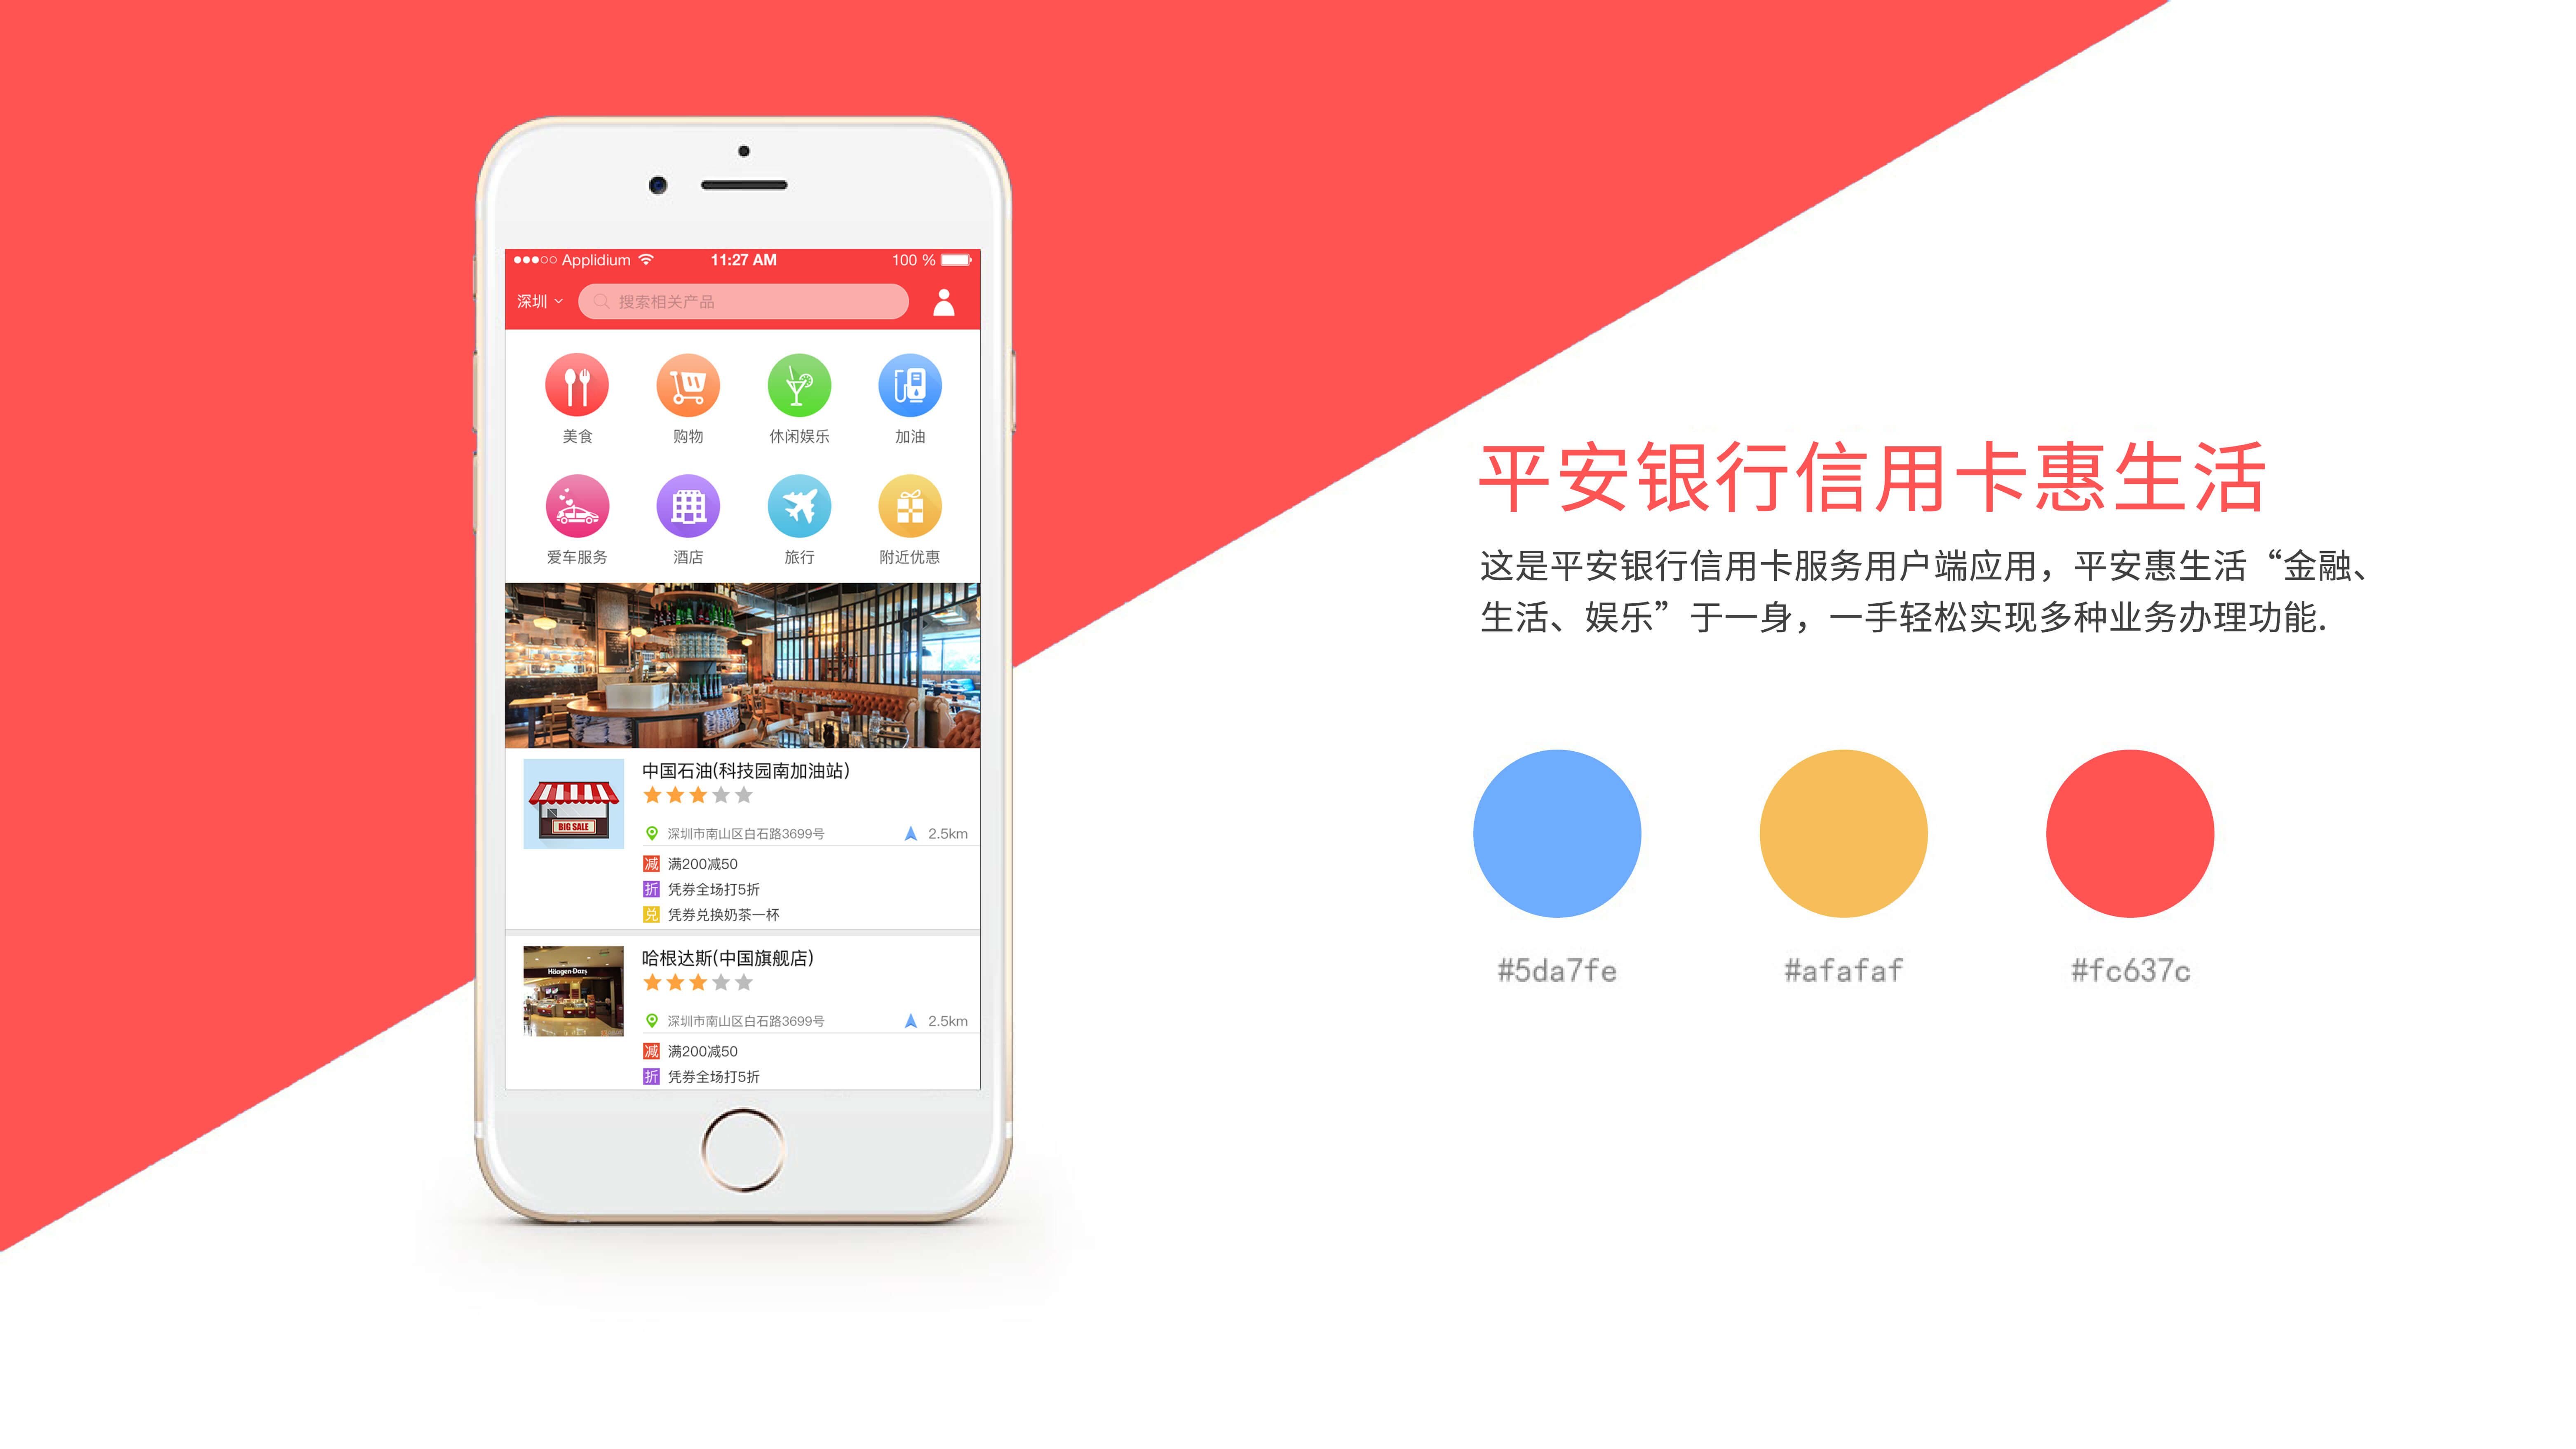 Applidium 11:27 AM 100 %
深圳 搜索相关产品
美食 购物 休闲娱乐 加油
爱车服务 酒店 旅行 附近优惠
中国石油(科技园南加油站)
BIG SALE
深圳市南山区白石路3699号 2.5km
减 满200减50
折 凭券全场打5折
兑 凭券兑换奶茶一杯
哈根达斯(中国旗舰店)
Häagen-Dazs
深圳市南山区白石路3699号 2.5km
减 满200减50
折 凭券全场打5折
平安银行信用卡惠生活
这是平安银行信用卡服务用户端应用，平安惠生活“金融、
生活、娱乐”于一身，一手轻松实现多种业务办理功能.
#5da7fe #afafaf #fc637c